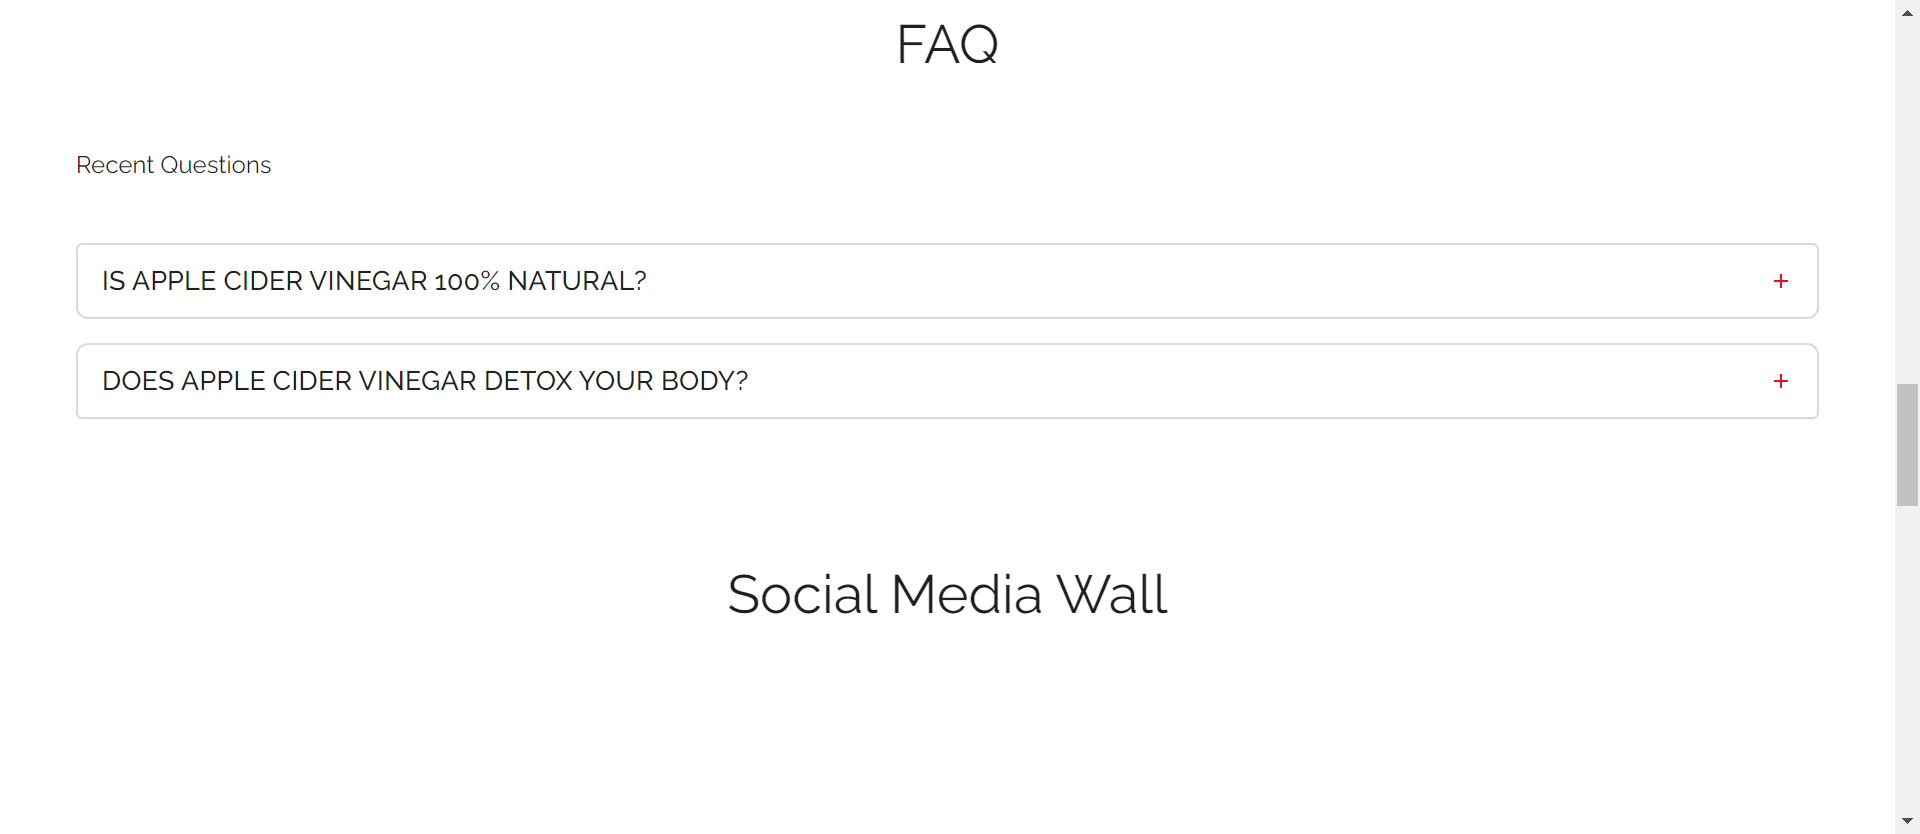 FAQ
Recent Questions
IS APPLE CIDER VINEGAR 100% NATURAL?
+
DOES APPLE CIDER VINEGAR DETOX YOUR BODY?
+
Social Media Wall